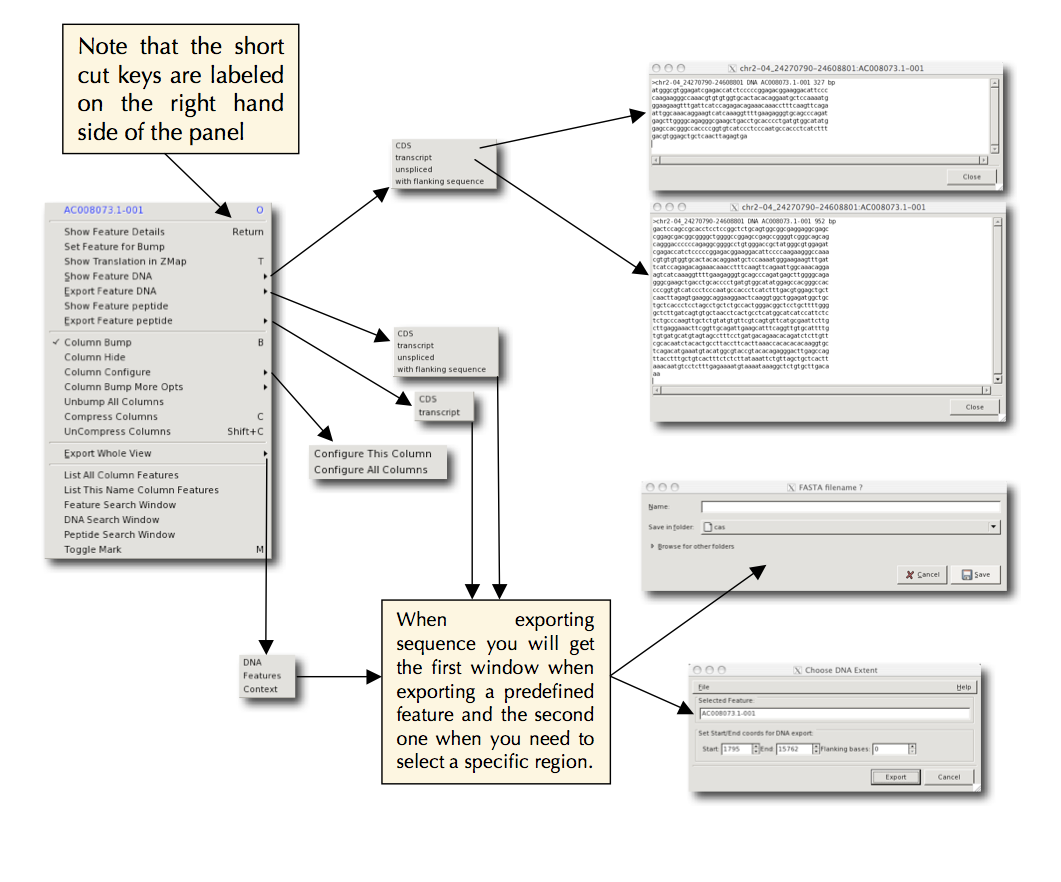 Note that the short
cut keys are labeled
on the right hand
side of the panel
AC008073.1-001 O
Show Feature Details Return
Set Feature for Bump
Show Translation in ZMap T
Show Feature DNA
Export Feature DNA
Show Feature peptide
Export Feature peptide
Column Bump B
Column Hide
Column Configure
Column Bump More Opts
Unbump All Columns
Compress Columns C
UnCompress Columns Shift+C
Export Whole View
List All Column Features
List This Name Column Features
Feature Search Window
DNA Search Window
Peptide Search Window
Toggle Mark M
CDS
transcript
unspliced
with flanking sequence
CDS
transcript
unspliced
with flanking sequence
CDS
transcript
Configure This Column
Configure All Columns
DNA
Features
Context
When exporting
sequence you will get
the first window when
exporting a predefined
feature and the second
one when you need to
select a specific region.
chr2-04_24270790-24608801:AC008073.1-001
>chr2-04_24270790-24608801 DNA AC008073.1-001 327 bp
atgggcgtggagatcgagaccatctcccccggagacggaaggacattccc
caagaagggccaaacgtgtgtggtgcactacacaggaatgctccaaaatg
ggaagaagtttgattcatccagagacagaaacaaacctttcaagttcaga
attggcaaacaggaagtcatcaaaggttttgaagagggtgcagcccagat
gagcttggggcagagggcgaagctgacctgcacccctgatgtggcatatg
gagccacgggccaccccggtgtcatccctcccaatgccaccctcatcttt
gacgtggagctgctcaacttagagtga
Close
chr2-04_24270790-24608801:AC008073.1-001
>chr2-04_24270790-24608801 DNA AC008073.1-001 952 bp
Close
FASTA filename ?
Name:
Save in folder: cas
Browse for other folders
Cancel Save
Choose DNA Extent
File Help
Selected Feature:
AC008073.1-001
Set Start/End coords for DNA export:
Start: 1795 End: 15762 Flanking bases: 0
Export Cancel